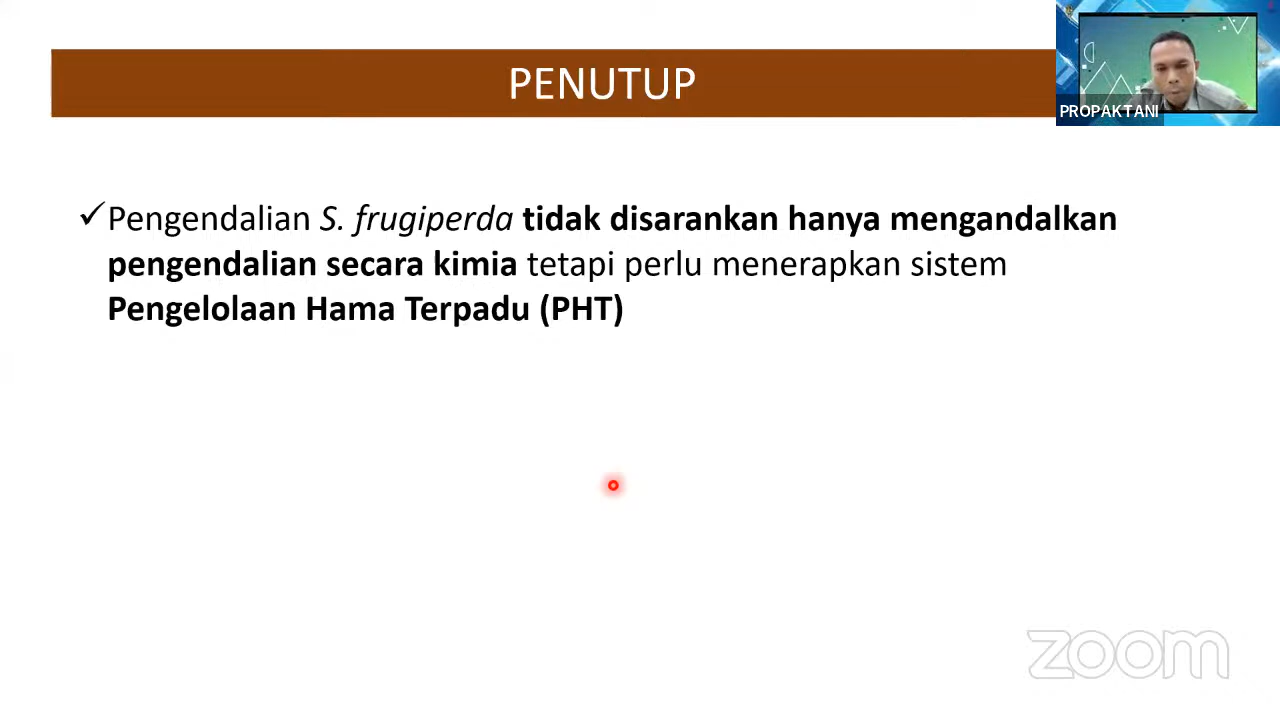 PENUTUP
PROPAKTANI
✓Pengendalian S. frugiperda tidak disarankan hanya mengandalkan
pengendalian secara kimia tetapi perlu menerapkan sistem
Pengelolaan Hama Terpadu (PHT)
zoom